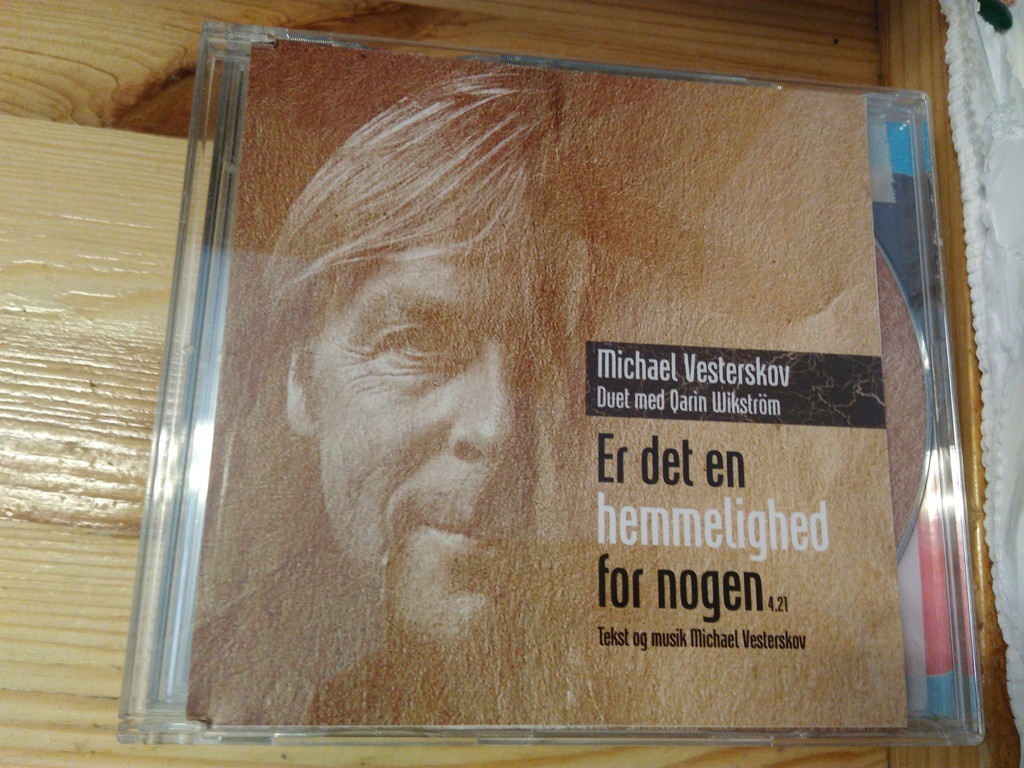 Michael Vesterskov
Duet med Qarin Wikström
Er det en
hemmelighed
for nogen 4.21
Tekst og musik Michael Vesterskov